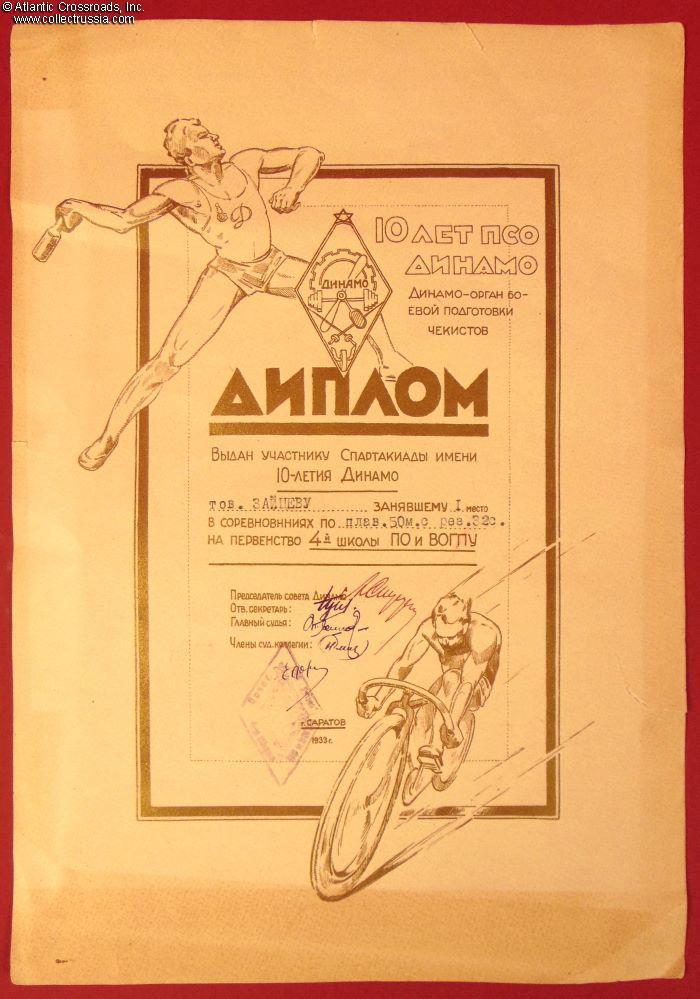 © Atlantic Crossroads, Inc.
www.collectrussia.com
10 ЛЕТ ПСО
ДИНАМО
ДИНАМО-ОРГАН БО-
ЕВОЙ ПОДГОТОВКИ
ЧЕКИСТОВ
ДИНАМО
ДИПЛОМ
ВЫДАН УЧАСТНИКУ СПАРТАКИАДЫ ИМЕНИ
10-ЛЕТИЯ ДИНАМО
тов. ЗАЙЦЕВУ ЗАНЯВШЕМУ I МЕСТО
В СОРЕВНОВННИЯХ ПО плав. 50м. с рез. 32с.
НА ПЕРВЕНСТВО 4й ШКОЛЫ ПО и ВОГПУ
Председатель совета Динамо
Отв. секретарь:
Главный судья:
Члены суд. коллегии:
г. САРАТОВ
1933 г.